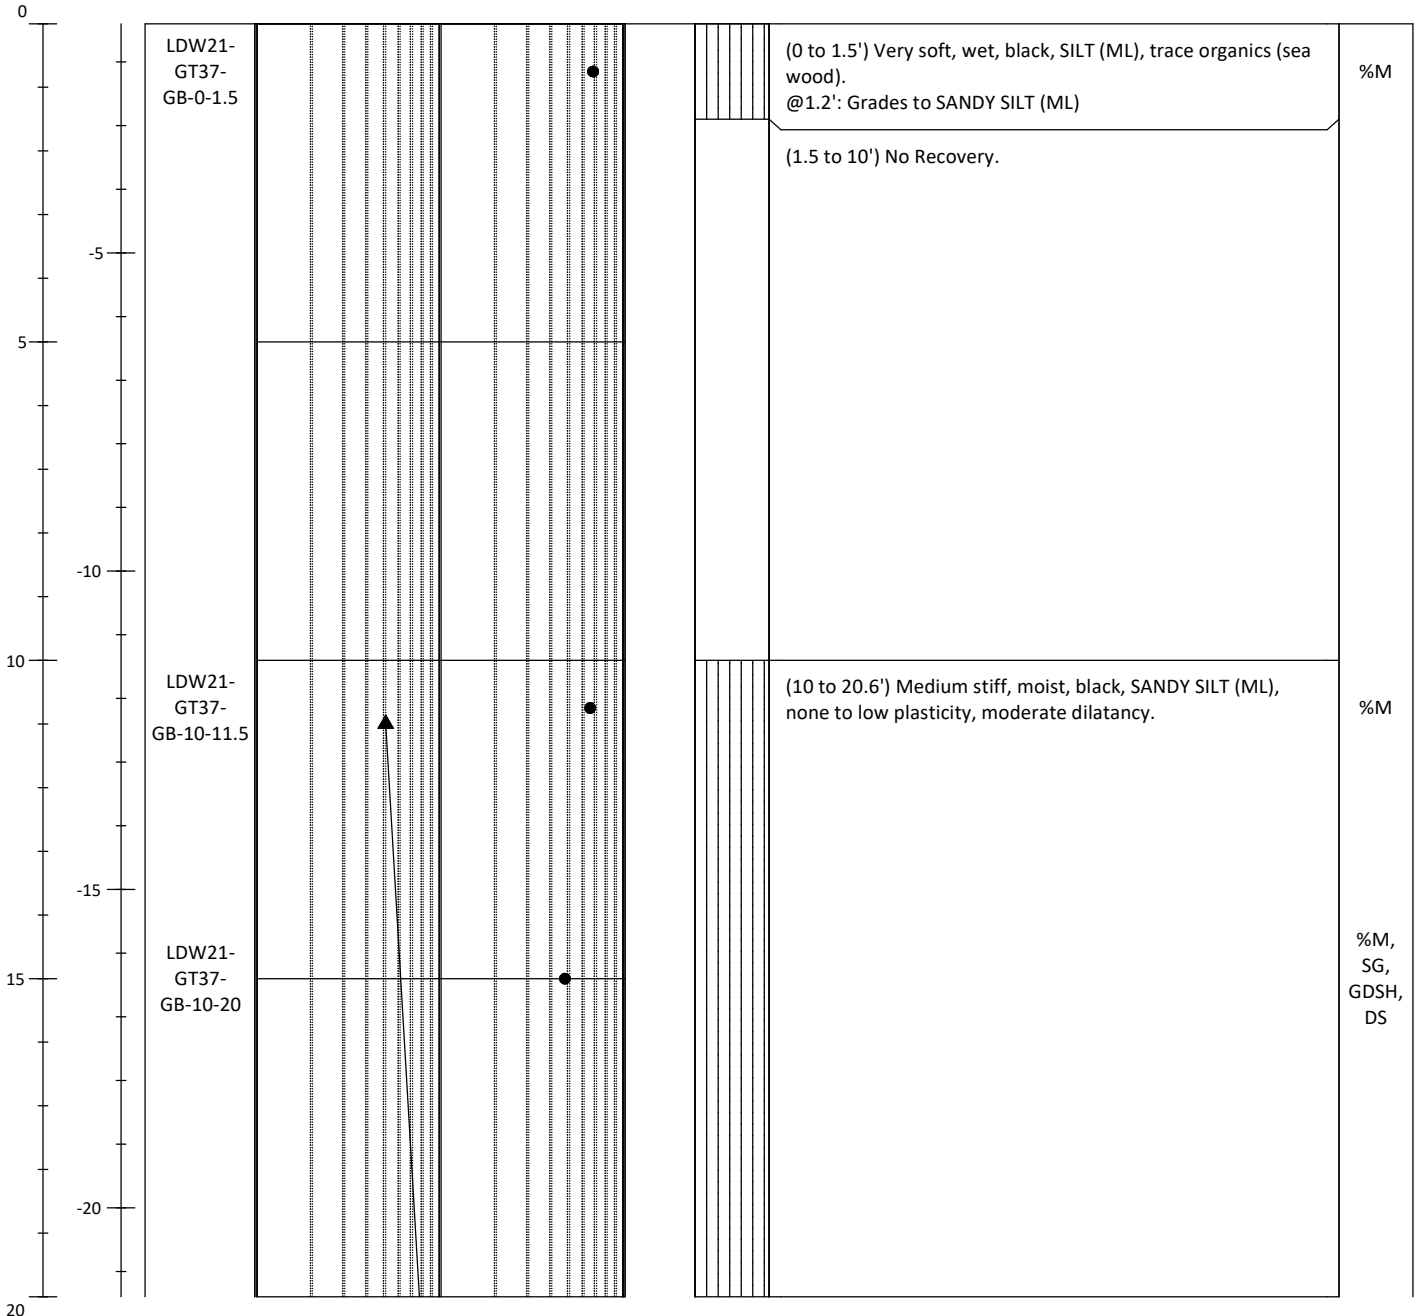 0
LDW21-
GT37-
GB-0-1.5
(0 to 1.5') Very soft, wet, black, SILT (ML), trace organics (sea
wood).
@1.2': Grades to SANDY SILT (ML)
%M
(1.5 to 10') No Recovery.
-5
5
-10
10
LDW21-
GT37-
GB-10-11.5
(10 to 20.6') Medium stiff, moist, black, SANDY SILT (ML),
none to low plasticity, moderate dilatancy.
%M
-15
15
LDW21-
GT37-
GB-10-20
%M,
SG,
GDSH,
DS
-20
20